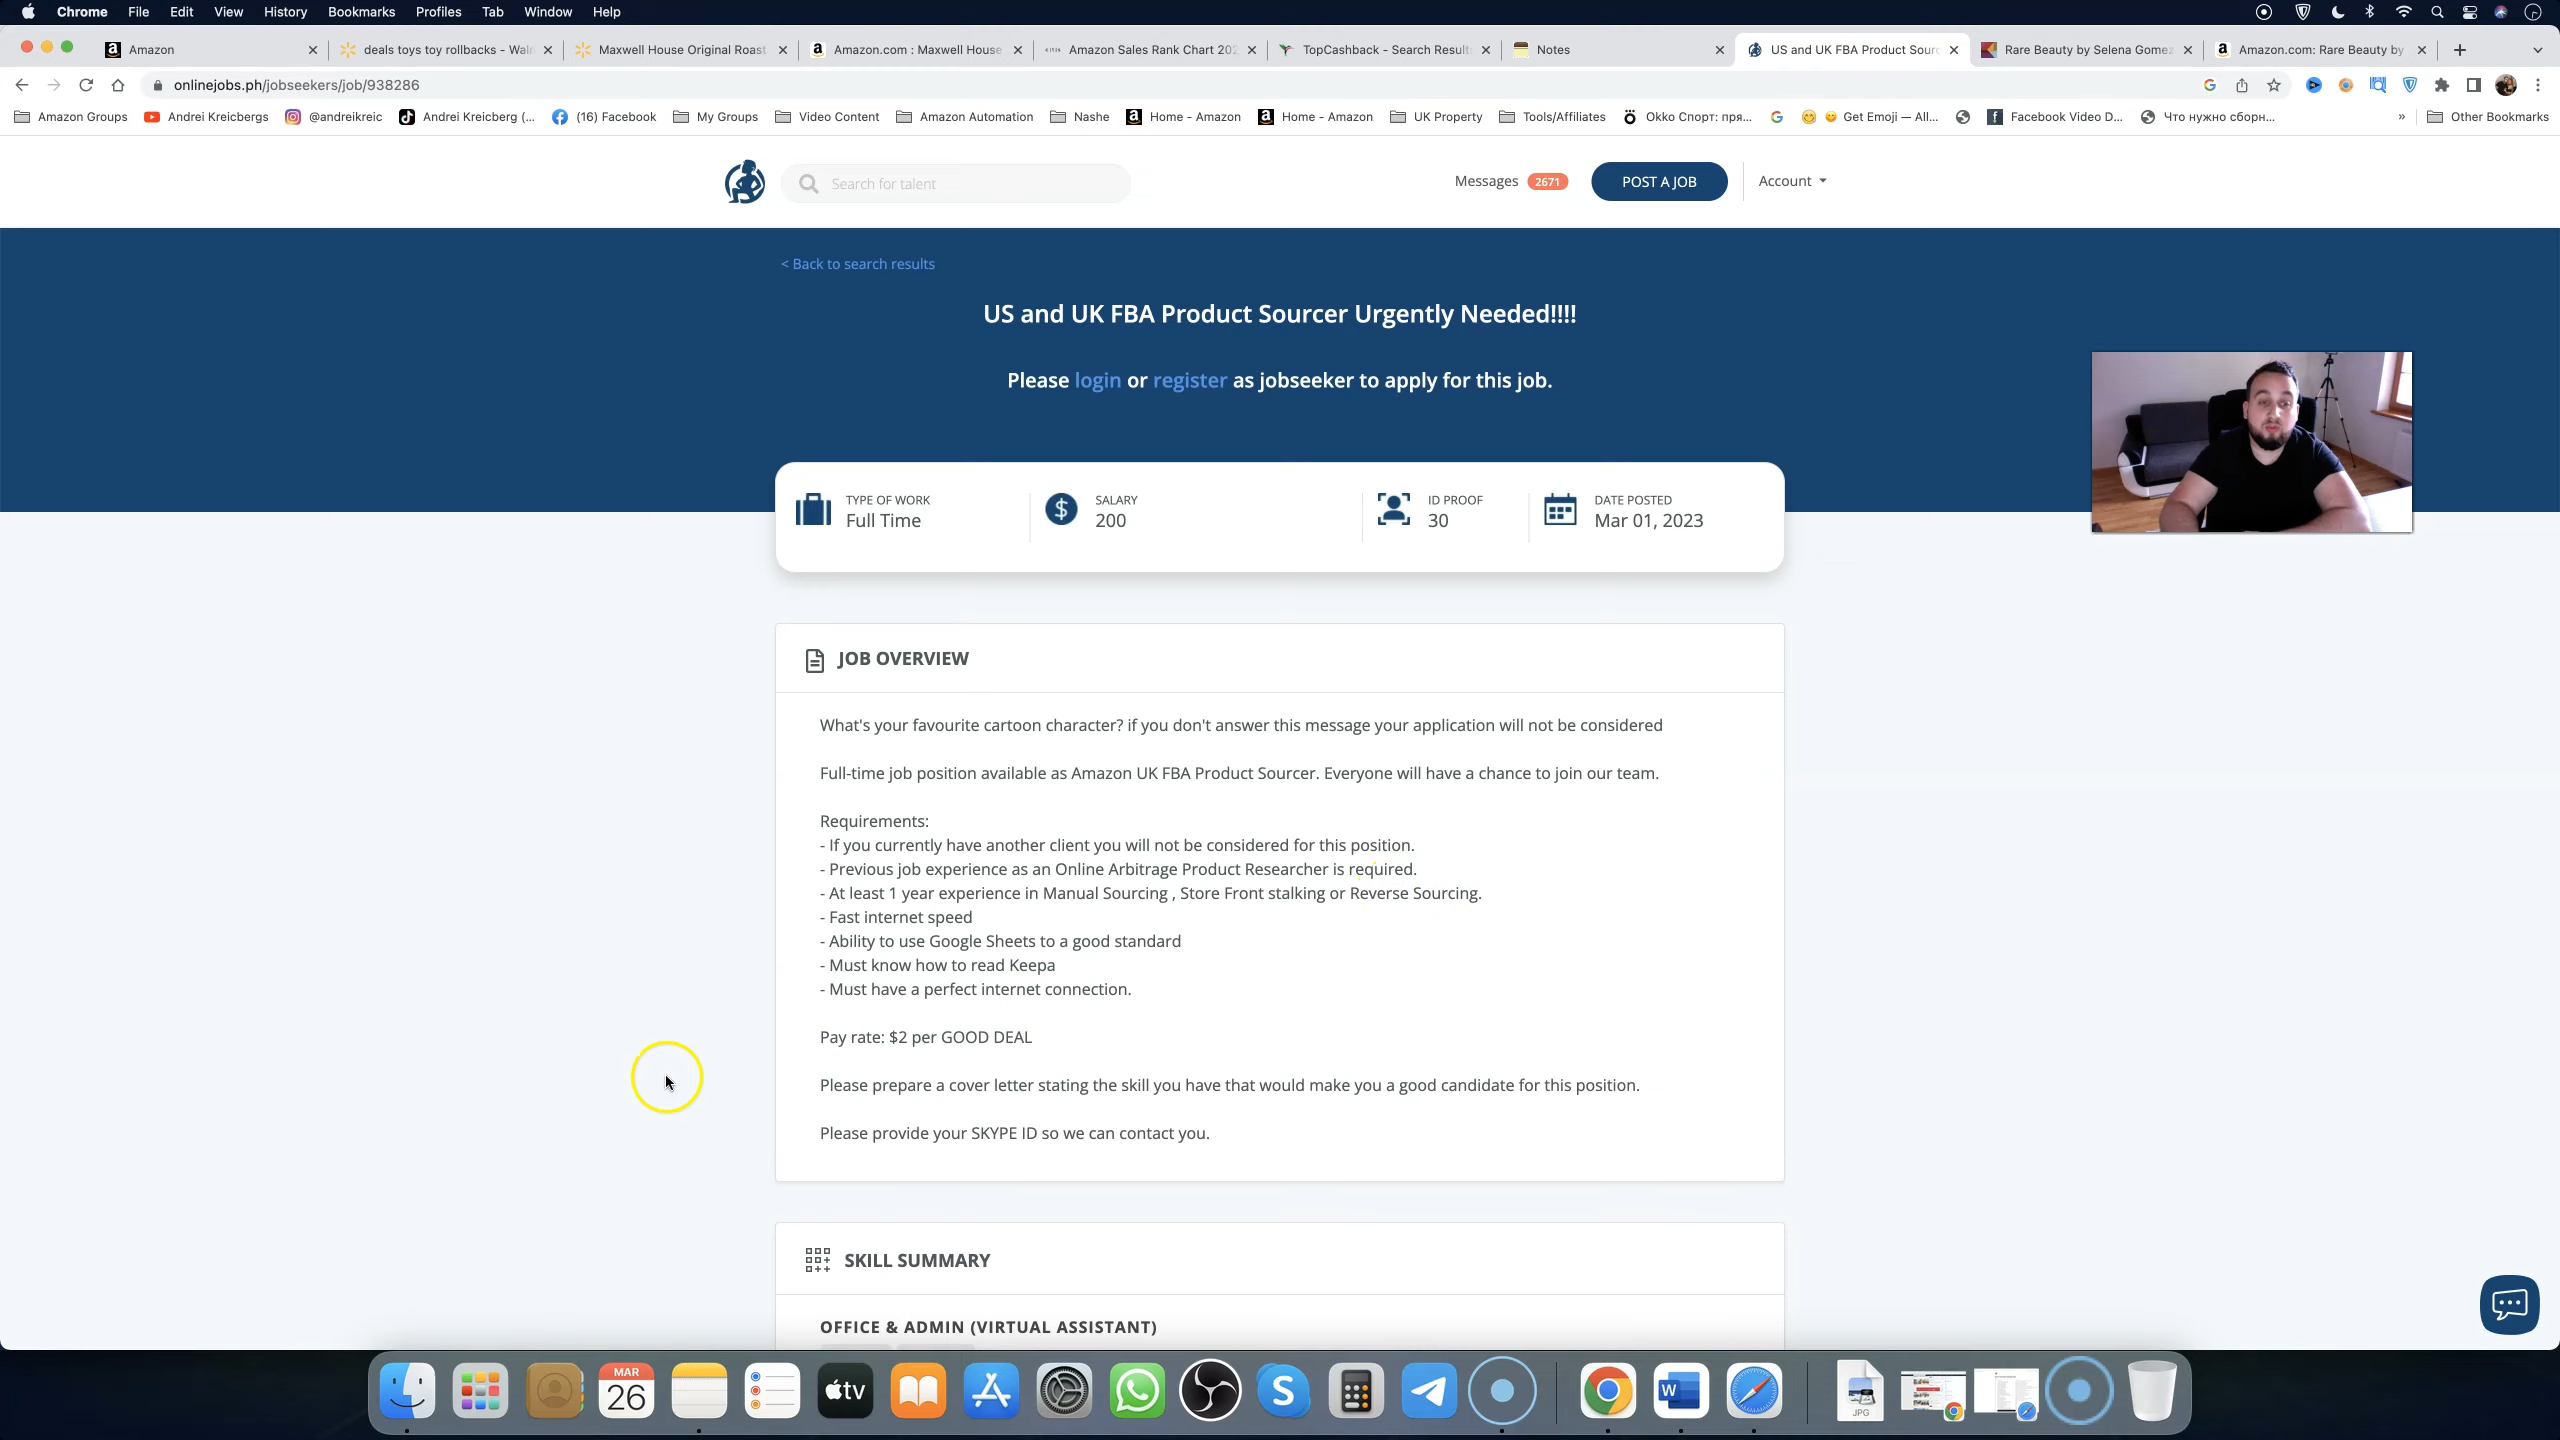 Chrome File Edit View History Bookmarks Profiles Tab Window Help
Amazon
deals toys toy rollbacks - Wal
Maxwell House Original Roast
Amazon.com : Maxwell House
Amazon Sales Rank Chart 202
TopCashback - Search Results
Notes
US and UK FBA Product Sourc
Rare Beauty by Selena Gomez
Amazon.com: Rare Beauty by
onlinejobs.ph/jobseekers/job/938286
Amazon Groups
Andrei Kreicbergs
@andreikreic
Andrei Kreicberg (...
(16) Facebook
My Groups
Video Content
Amazon Automation
Nashe
Home - Amazon
Home - Amazon
UK Property
Tools/Affiliates
Okko Спорт: пря...
Get Emoji — All...
Facebook Video D...
Что нужно сборн...
»
Other Bookmarks
Search for talent
Messages 2671
POST A JOB
Account
< Back to search results
US and UK FBA Product Sourcer Urgently Needed!!!!
Please login or register as jobseeker to apply for this job.
TYPE OF WORK
Full Time
SALARY
200
ID PROOF
30
DATE POSTED
Mar 01, 2023
JOB OVERVIEW
What's your favourite cartoon character? if you don't answer this message your application will not be considered
Full-time job position available as Amazon UK FBA Product Sourcer. Everyone will have a chance to join our team.
Requirements:
- If you currently have another client you will not be considered for this position.
- Previous job experience as an Online Arbitrage Product Researcher is required.
- At least 1 year experience in Manual Sourcing , Store Front stalking or Reverse Sourcing.
- Fast internet speed
- Ability to use Google Sheets to a good standard
- Must know how to read Keepa
- Must have a perfect internet connection.
Pay rate: $2 per GOOD DEAL
Please prepare a cover letter stating the skill you have that would make you a good candidate for this position.
Please provide your SKYPE ID so we can contact you.
SKILL SUMMARY
OFFICE & ADMIN (VIRTUAL ASSISTANT)
MAR
26
tv
JPG